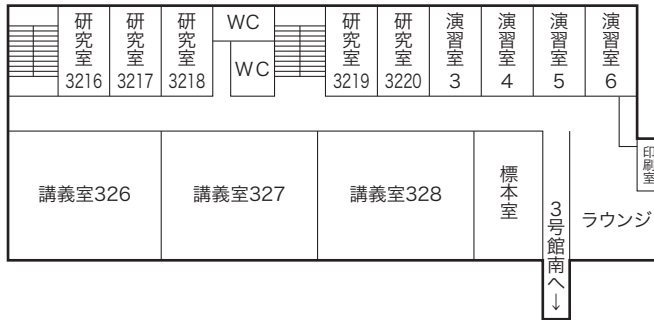 研究室
3216
研究室
3217
研究室
3218
WC
WC
研究室
3219
研究室
3220
演習室
3
演習室
4
演習室
5
演習室
6
印刷室
講義室326
講義室327
講義室328
標本室
3号館南へ↓
ラウンジ